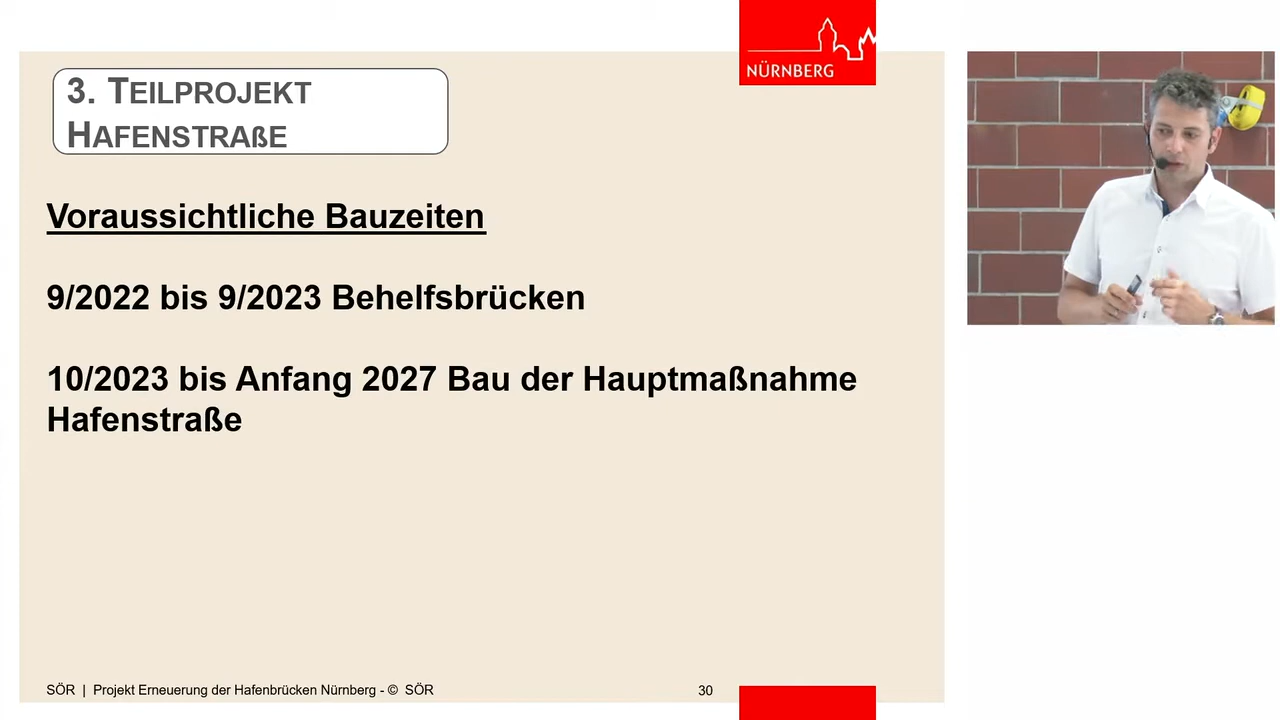 NÜRNBERG
3. TEILPROJEKT
HAFENSTRAßE
Voraussichtliche Bauzeiten
9/2022 bis 9/2023 Behelfsbrücken
10/2023 bis Anfang 2027 Bau der Hauptmaßnahme
Hafenstraße
SÖR | Projekt Erneuerung der Hafenbrücken Nürnberg - © SÖR 30